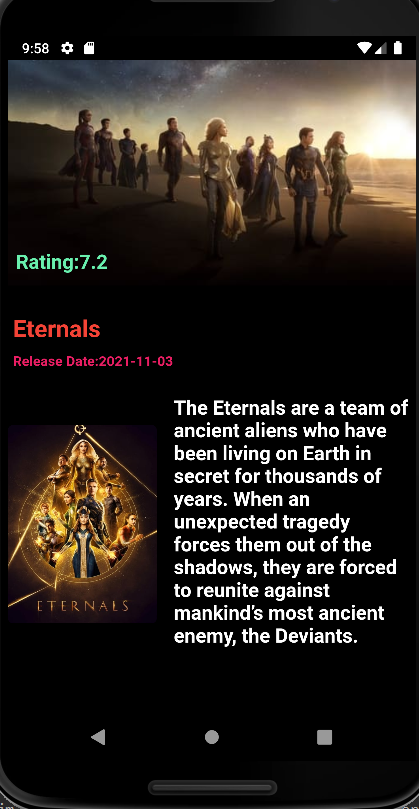 9:58
Rating:7.2
Eternals
Release Date:2021-11-03
The Eternals are a team of
ancient aliens who have
been living on Earth in
secret for thousands of
years. When an
unexpected tragedy
forces them out of the
shadows, they are forced
to reunite against
mankind’s most ancient
enemy, the Deviants.
ETERNALS